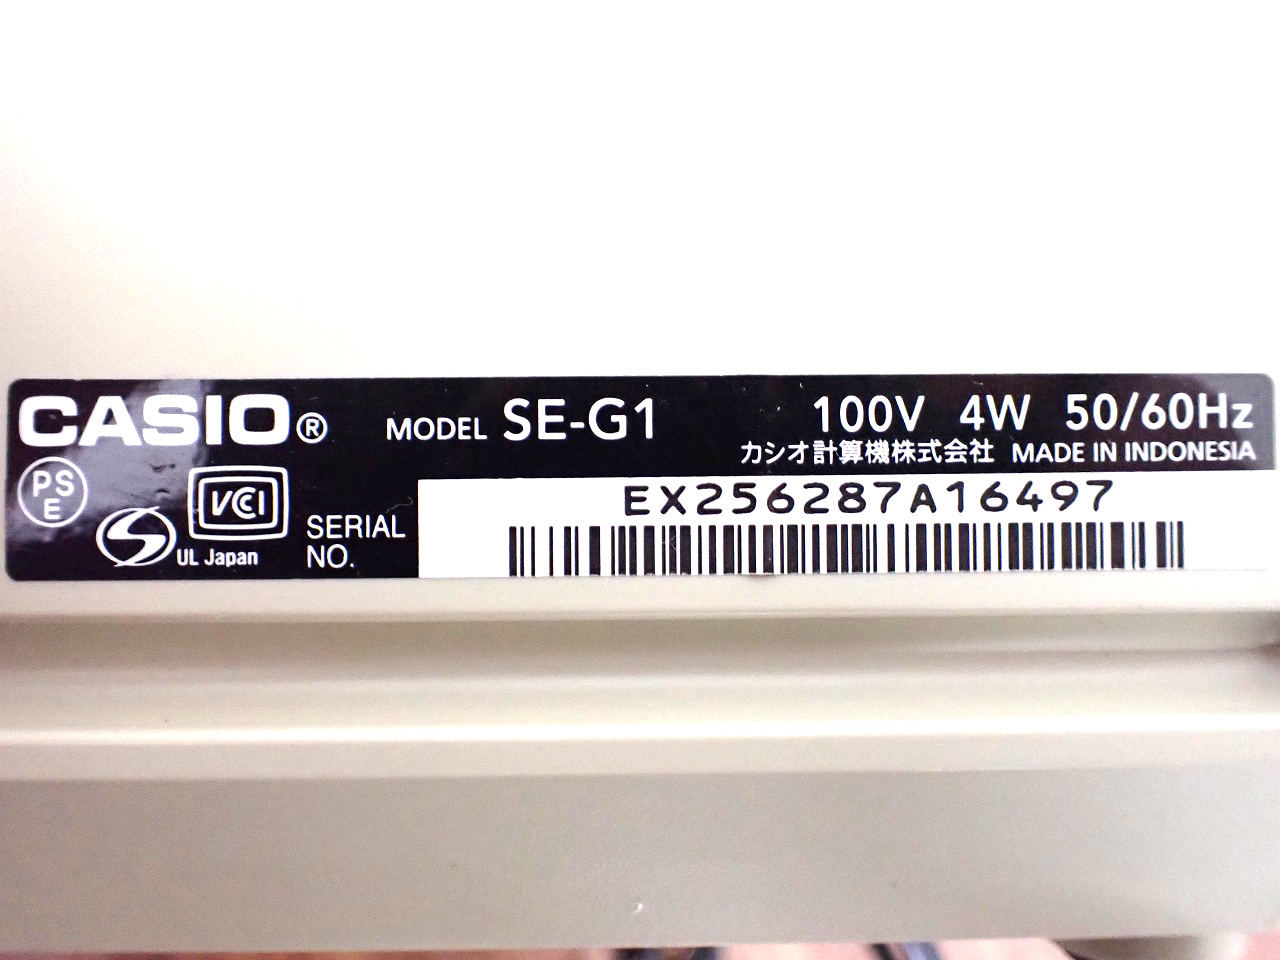 CASIO®
MODEL SE-G1
100V 4W 50/60Hz
カシオ計算機株式会社 MADE IN INDONESIA
PS
E
VCI
UL Japan
SERIAL
NO.
EX256287A16497